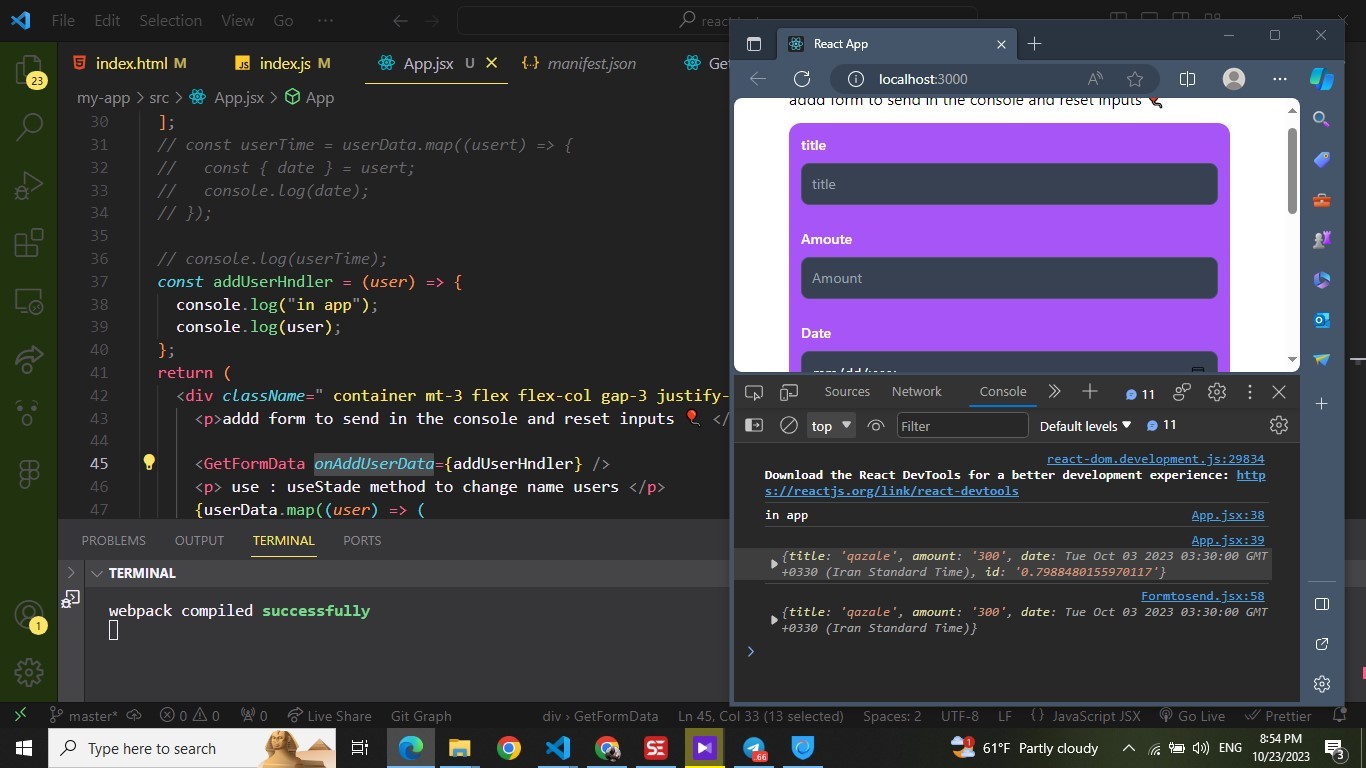 File Edit Selection View Go ···
index.html M
index.js M
App.jsx U
manifest.json
my-app > src > App.jsx > App
30 ];
31 // const userTime = userData.map((usert) => {
32 //   const { date } = usert;
33 //   console.log(date);
34 // });
35
36 // console.log(userTime);
37 const addUserHndler = (user) => {
38   console.log("in app");
39   console.log(user);
40 };
41 return (
42   <div className=" container mt-3 flex flex-col gap-3 justify-
43     <p>addd form to send in the console and reset inputs 🎈 </
44
45     <GetFormData onAddUserData={addUserHndler} />
46     <p> use : useStade method to change name users </p>
47     {userData.map((user) => (
PROBLEMS OUTPUT TERMINAL PORTS
TERMINAL
webpack compiled successfully
23
1
master* 0 0 0 Live Share Git Graph div › GetFormData Ln 45, Col 33 (13 selected) Spaces: 2 UTF-8 LF {} JavaScript JSX Go Live Prettier
React App
localhost:3000
addd form to send in the console and reset inputs 🎈
title
title
Amoute
Amount
Date
Sources Network Console 11
top Filter Default levels 11
react-dom.development.js:29834
Download the React DevTools for a better development experience: http
s://reactjs.org/link/react-devtools
in app App.jsx:38
App.jsx:39
{title: 'qazale', amount: '300', date: Tue Oct 03 2023 03:30:00 GMT
+0330 (Iran Standard Time), id: '0.7988480155970117'}
Formtosend.jsx:58
{title: 'qazale', amount: '300', date: Tue Oct 03 2023 03:30:00 GMT
+0330 (Iran Standard Time)}
Type here to search
SE
.66
1
61°F Partly cloudy
ENG
8:54 PM
10/23/2023
3